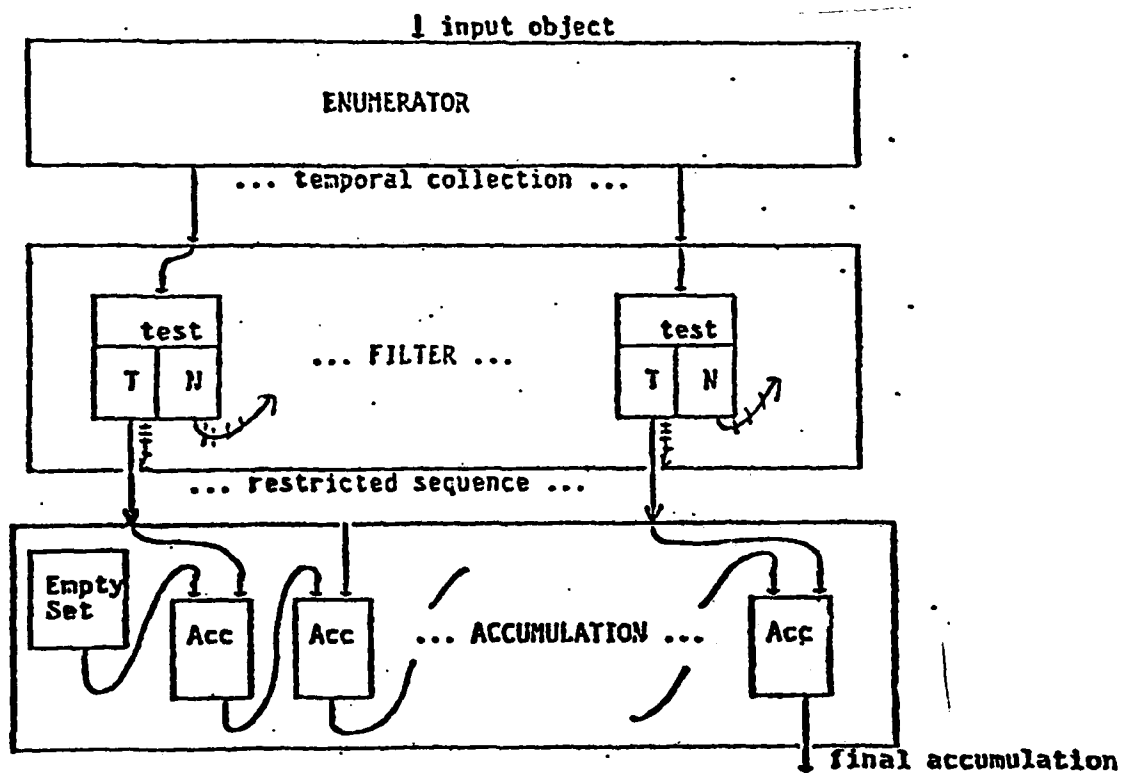 input object
ENUMERATOR
... temporal collection ...
test
test
T N
... FILTER ...
T N
... restricted sequence ...
Empty
Set
Acc
Acc
... ACCUMULATION ...
Acc
final accumulation